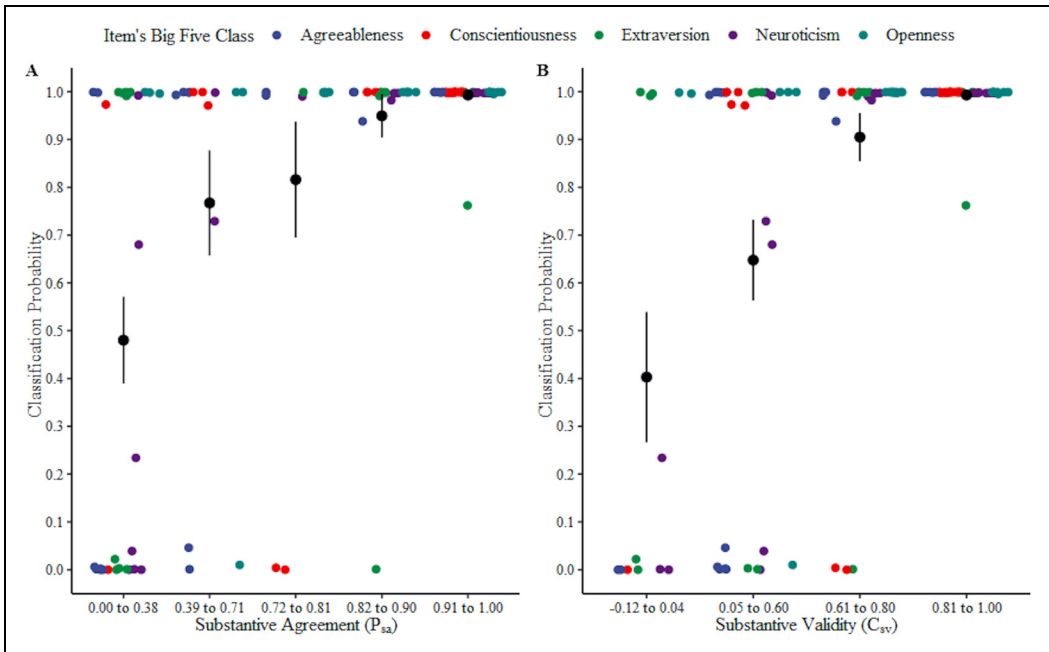 Item's Big Five Class Agreeableness Conscientiousness Extraversion Neuroticism Openness
A
1.0
0.9
0.8
0.7
0.6
0.5
0.4
0.3
0.2
0.1
0.0
Classification Probability
0.00 to 0.38 0.39 to 0.71 0.72 to 0.81 0.82 to 0.90 0.91 to 1.00
Substantive Agreement (Psa)
B
1.0
0.9
0.8
0.7
0.6
0.5
0.4
0.3
0.2
0.1
0.0
Classification Probability
-0.12 to 0.04 0.05 to 0.60 0.61 to 0.80 0.81 to 1.00
Substantive Validity (Csv)